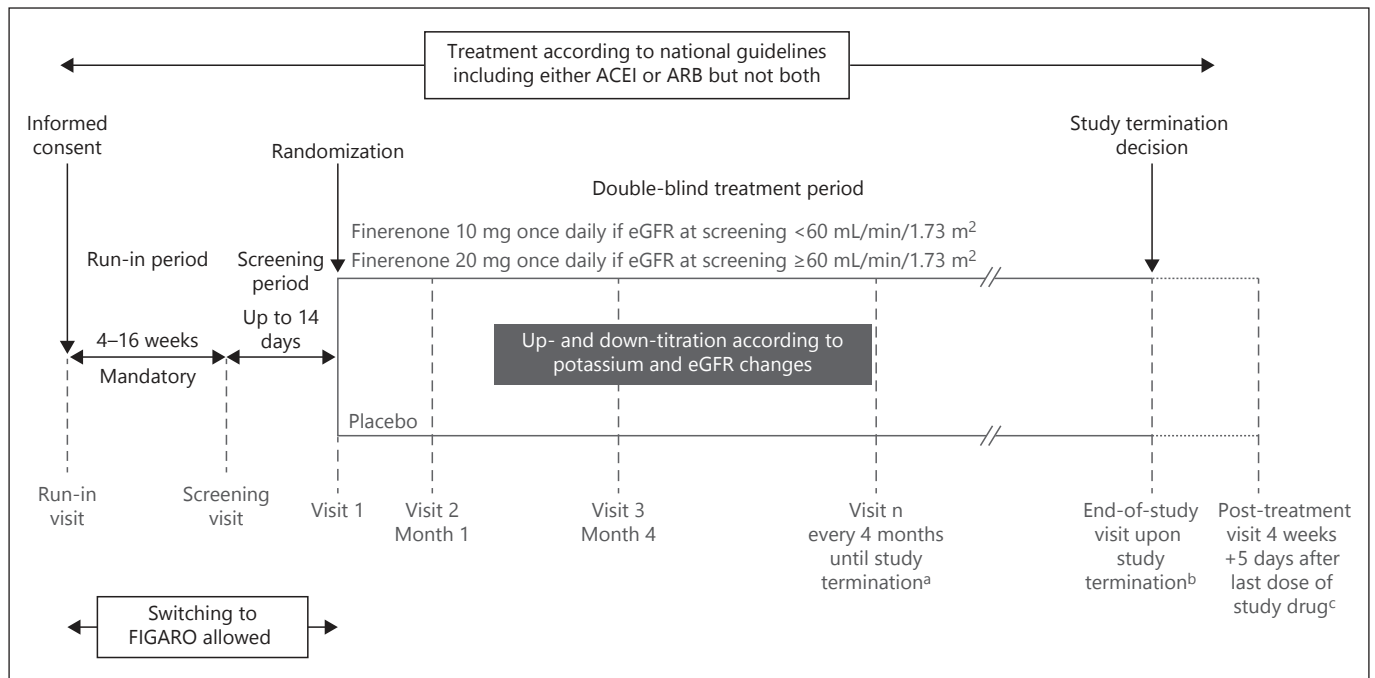 Treatment according to national guidelines
including either ACEI or ARB but not both
Informed
consent
Randomization
Study termination
decision
Double-blind treatment period
Finerenone 10 mg once daily if eGFR at screening <60 mL/min/1.73 m²
Finerenone 20 mg once daily if eGFR at screening ≥60 mL/min/1.73 m²
Run-in period
Screening
period
4–16 weeks
Mandatory
Up to 14
days
Up- and down-titration according to
potassium and eGFR changes
Placebo
Run-in
visit
Screening
visit
Visit 1
Visit 2
Month 1
Visit 3
Month 4
Visit n
every 4 months
until study
terminationᵃ
End-of-study
visit upon
study
terminationᵇ
Post-treatment
visit 4 weeks
+5 days after
last dose of
study drugᶜ
Switching to
FIGARO allowed